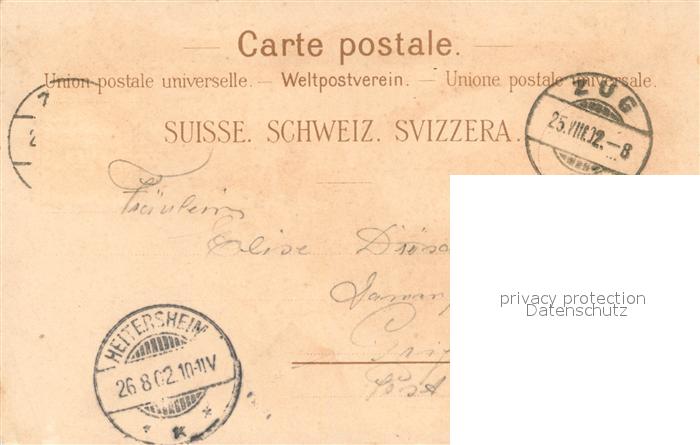 Carte postale.
Union postale universelle. — Weltpostverein. — Unione postale universale.
SUISSE. SCHWEIZ. SVIZZERA.
ZUG
25.VIII.02.–8
Fräulein
Elise
privacy protection
Datenschutz
HEITERSHEIM
26.8.02.10-11V
* K *